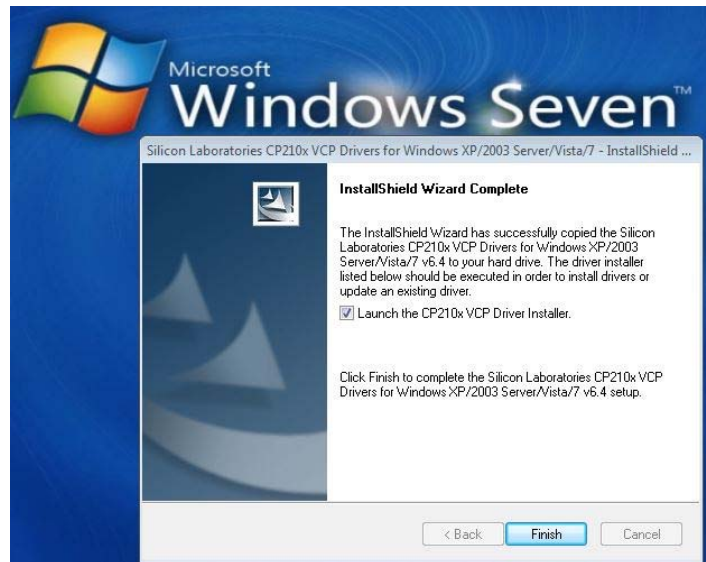 Microsoft
Windows Seven™
Silicon Laboratories CP210x VCP Drivers for Windows XP/2003 Server/Vista/7 - InstallShield ...
InstallShield Wizard Complete
The InstallShield Wizard has successfully copied the Silicon
Laboratories CP210x VCP Drivers for Windows XP/2003
Server/Vista/7 v6.4 to your hard drive. The driver installer
listed below should be executed in order to install drivers or
update an existing driver.
Launch the CP210x VCP Driver Installer.
Click Finish to complete the Silicon Laboratories CP210x VCP
Drivers for Windows XP/2003 Server/Vista/7 v6.4 setup.
< Back
Finish
Cancel